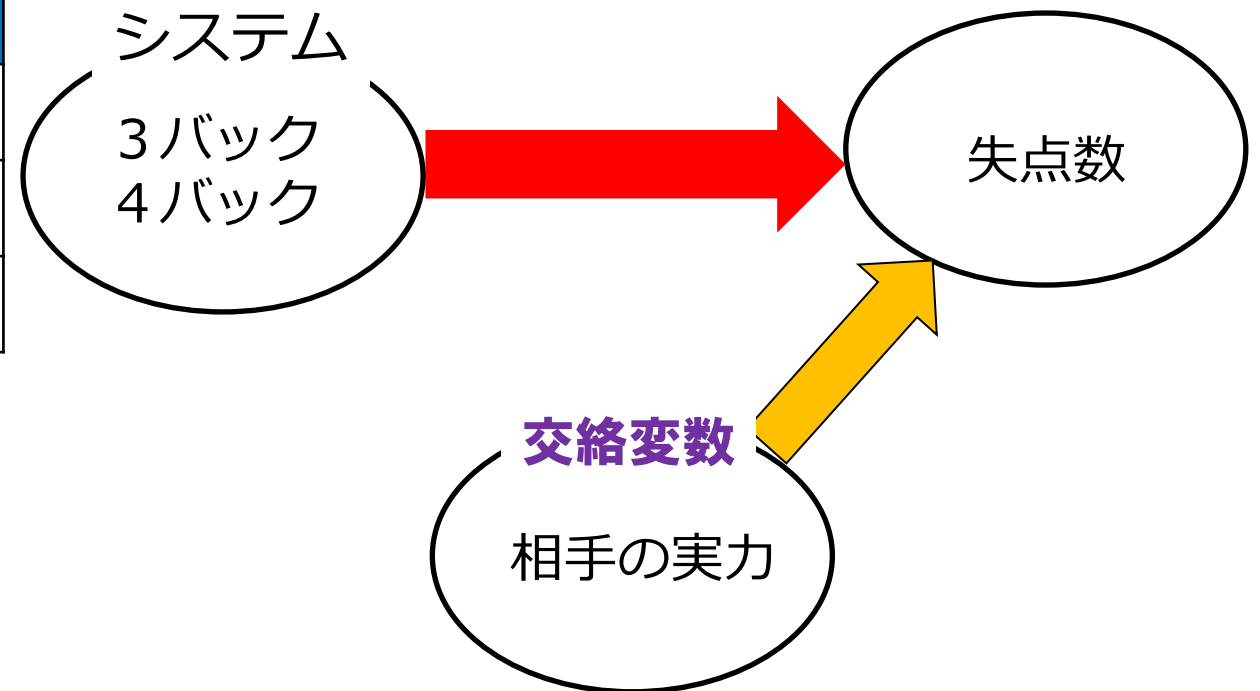 システム
３バック
４バック
失点数
交絡変数
相手の実力